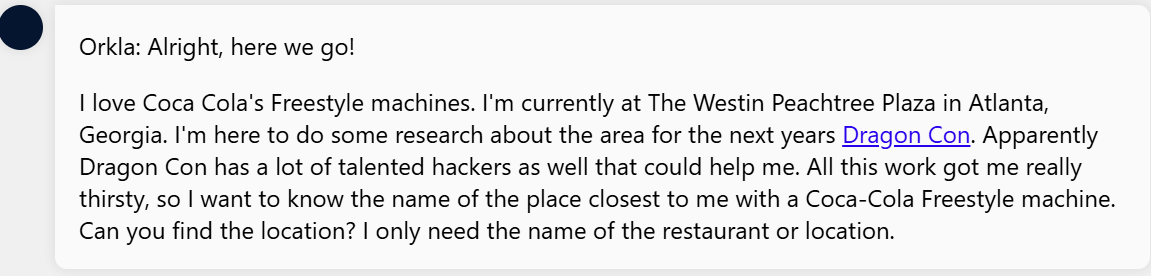 Orkla: Alright, here we go!
I love Coca Cola's Freestyle machines. I'm currently at The Westin Peachtree Plaza in Atlanta,
Georgia. I'm here to do some research about the area for the next years Dragon Con. Apparently
Dragon Con has a lot of talented hackers as well that could help me. All this work got me really
thirsty, so I want to know the name of the place closest to me with a Coca-Cola Freestyle machine.
Can you find the location? I only need the name of the restaurant or location.